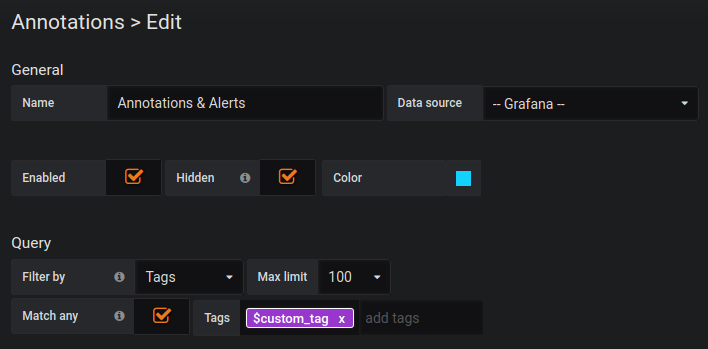 Annotations > Edit
General
Name Annotations & Alerts Data source -- Grafana --
Enabled Hidden Color
Query
Filter by Tags Max limit 100
Match any Tags $custom_tag x add tags